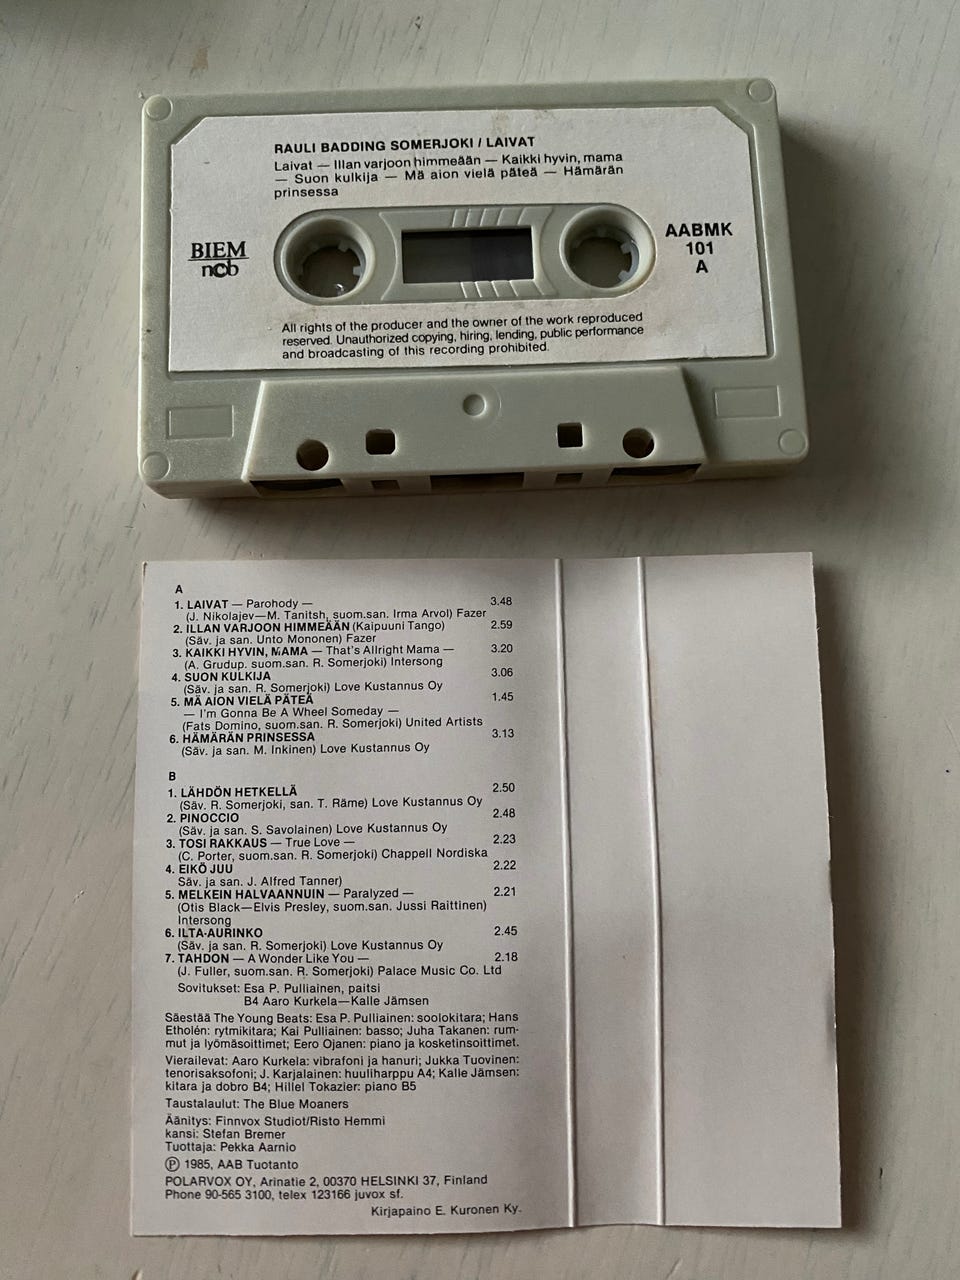 RAULI BADDING SOMERJOKI / LAIVAT
Laivat — Illan varjoon himmeään — Kaikki hyvin, mama
— Suon kulkija — Mä aion vielä päteä — Hämärän
prinsessa
BIEM
ncb
AABMK
101
A
All rights of the producer and the owner of the work reproduced
reserved. Unauthorized copying, hiring, lending, public performance
and broadcasting of this recording prohibited.
A
1. LAIVAT — Parohody — 3.48
(J. Nikolajev—M. Tanitsh, suom.san. Irma Arvol) Fazer
2. ILLAN VARJOON HIMMEÄÄN (Kaipuuni Tango) 2.59
(Säv. ja san. Unto Mononen) Fazer
3. KAIKKI HYVIN, MAMA — That's Allright Mama — 3.20
(A. Grudup. suom.san. R. Somerjoki) Intersong
4. SUON KULKIJA 3.06
(Säv. ja san. R. Somerjoki) Love Kustannus Oy
5. MÄ AION VIELÄ PÄTEÄ 1.45
— I'm Gonna Be A Wheel Someday —
(Fats Domino, suom.san. R. Somerjoki) United Artists
6. HÄMÄRÄN PRINSESSA 3.13
(Säv. ja san. M. Inkinen) Love Kustannus Oy
B
1. LÄHDÖN HETKELLÄ 2.50
(Säv. R. Somerjoki, san. T. Räme) Love Kustannus Oy
2. PINOCCIO 2.48
(Säv. ja san. S. Savolainen) Love Kustannus Oy
3. TOSI RAKKAUS — True Love — 2.23
(C. Porter, suom.san. R. Somerjoki) Chappell Nordiska
4. EIKÖ JUU 2.22
Säv. ja san. J. Alfred Tanner)
5. MELKEIN HALVAANNUIN — Paralyzed — 2.21
(Otis Black—Elvis Presley, suom.san. Jussi Raittinen)
Intersong
6. ILTA-AURINKO 2.45
(Säv. ja san. R. Somerjoki) Love Kustannus Oy
7. TAHDON — A Wonder Like You — 2.18
(J. Fuller, suom.san. R. Somerjoki) Palace Music Co. Ltd
Sovitukset: Esa P. Pulliainen, paitsi
B4 Aaro Kurkela—Kalle Jämsen
Säestää The Young Beats: Esa P. Pulliainen: soolokitara; Hans
Etholén: rytmikitara; Kai Pulliainen: basso; Juha Takanen: rum-
mut ja lyömäsoittimet; Eero Ojanen: piano ja kosketinsoittimet.
Vierailevat: Aaro Kurkela: vibrafoni ja hanuri; Jukka Tuovinen:
tenorisaksofoni; J. Karjalainen: huuliharppu A4; Kalle Jämsen:
kitara ja dobro B4; Hillel Tokazier: piano B5
Taustalaulut: The Blue Moaners
Äänitys: Finnvox Studiot/Risto Hemmi
kansi: Stefan Bremer
Tuottaja: Pekka Aarnio
Ⓟ 1985, AAB Tuotanto
POLARVOX OY, Arinatie 2, 00370 HELSINKI 37, Finland
Phone 90-565 3100, telex 123166 juvox sf.
Kirjapaino E. Kuronen Ky.